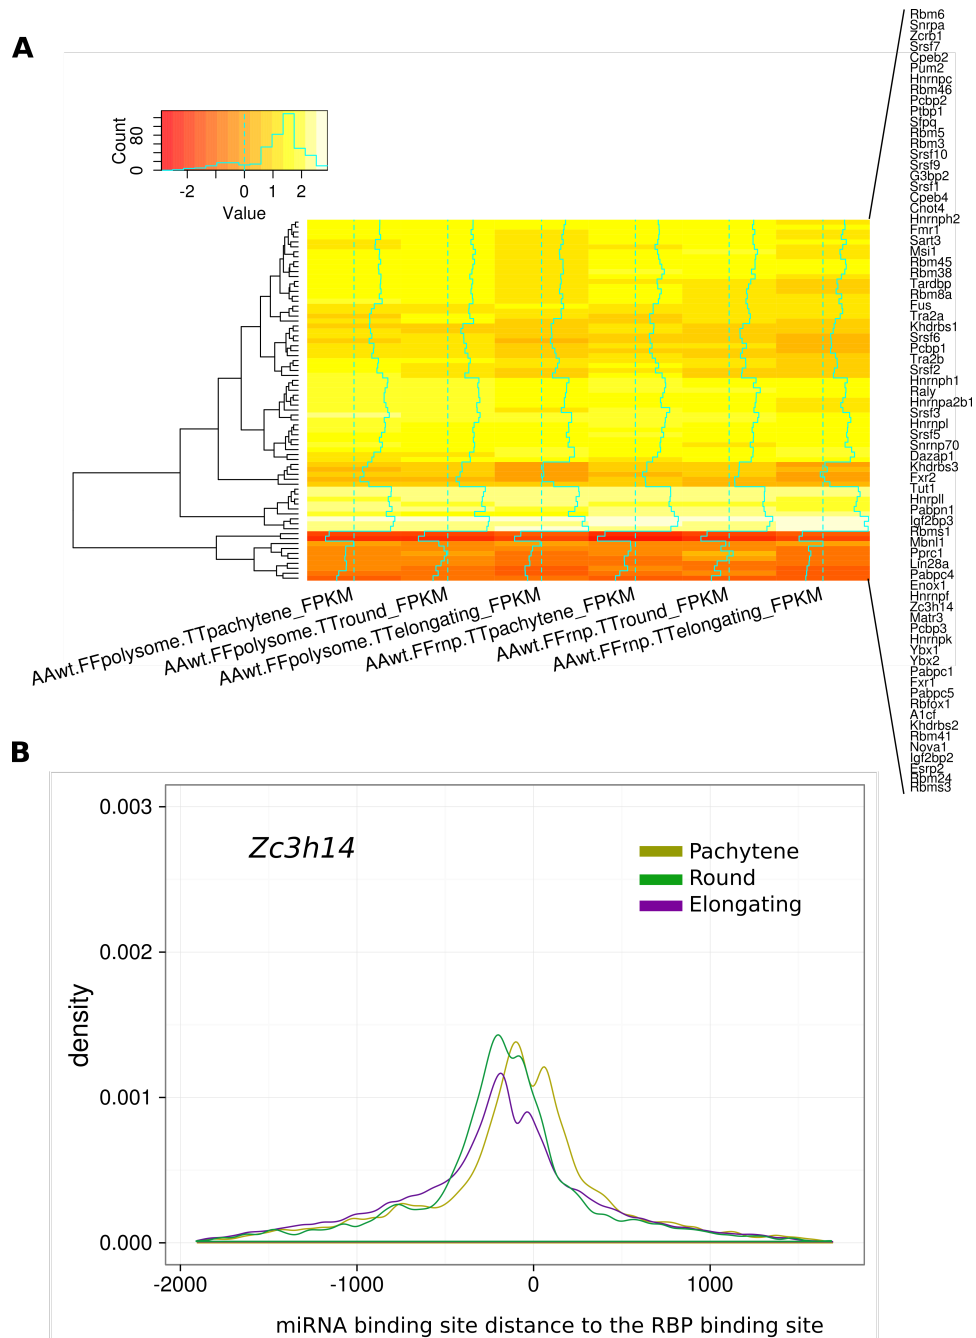 A
Count
0
80
-2
0
1
2
Value
Rbm6
Snrpa
Zcrb1
Srsf7
Cpeb2
Pum2
Hnrnpc
Rbm46
Pcbp2
Ptbp1
Sfpq
Rbm5
Rbm3
Srsf10
Srsf9
G3bp2
Srsf1
Cpeb4
Cnot4
Hnrnph2
Fmr1
Sart3
Msi1
Rbm45
Rbm38
Tardbp
Rbm8a
Fus
Tra2a
Khdrbs1
Srsf6
Pcbp1
Tra2b
Srsf2
Hnrnph1
Raly
Hnrnpa2b1
Srsf3
Hnrnpl
Srsf5
Snrnp70
Dazap1
Khdrbs3
Fxr2
Tut1
Hnrpll
Pabpn1
Igf2bp3
Rbms1
Mbnl1
Pprc1
Lin28a
Pabpc4
Enox1
Hnrnpf
Zc3h14
Matr3
Pcbp3
Hnrnpk
Ybx1
Ybx2
Pabpc1
Fxr1
Pabpc5
Rbfox1
A1cf
Khdrbs2
Rbm41
Nova1
Igf2bp2
Esrp2
Rbm24
Rbms3
AAwt.FFpolysome.TTpachytene_FPKM
AAwt.FFpolysome.TTround_FPKM
AAwt.FFpolysome.TTelongating_FPKM
AAwt.FFrnp.TTpachytene_FPKM
AAwt.FFrnp.TTround_FPKM
AAwt.FFrnp.TTelongating_FPKM
B
Zc3h14
Pachytene
Round
Elongating
density
0.003
0.002
0.001
0.000
-2000
-1000
0
1000
miRNA binding site distance to the RBP binding site